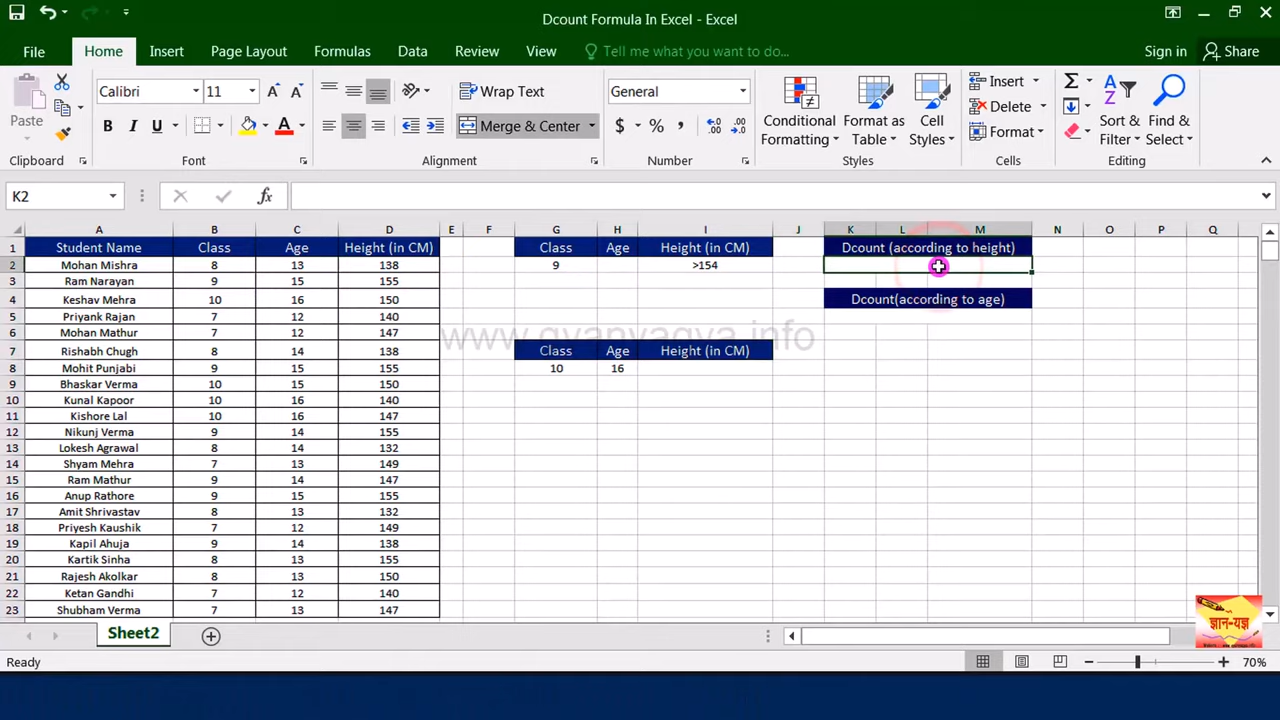 Dcount Formula In Excel - Excel
File Home Insert Page Layout Formulas Data Review View Tell me what you want to do... Sign in Share
Paste
Calibri 11
B I U A
Wrap Text
Merge & Center
General
$ % ,
Conditional Formatting
Format as Table
Cell Styles
Insert
Delete
Format
Sort & Filter
Find & Select
Clipboard Font Alignment Number Styles Cells Editing
K2 fx
A B C D E F G H I J K L M N O P Q
1 Student Name Class Age Height (in CM) Class Age Height (in CM) Dcount (according to height)
2 Mohan Mishra 8 13 138 9 >154
3 Ram Narayan 9 15 155
4 Keshav Mehra 10 16 150 Dcount(according to age)
5 Priyank Rajan 7 12 140
6 Mohan Mathur 7 12 147
www.gyanyagya.info
7 Rishabh Chugh 8 14 138 Class Age Height (in CM)
8 Mohit Punjabi 9 15 155 10 16
9 Bhaskar Verma 10 15 150
10 Kunal Kapoor 10 16 140
11 Kishore Lal 10 16 147
12 Nikunj Verma 9 14 155
13 Lokesh Agrawal 8 14 132
14 Shyam Mehra 7 13 149
15 Ram Mathur 9 14 147
16 Anup Rathore 9 15 155
17 Amit Shrivastav 8 13 132
18 Priyesh Kaushik 7 12 149
19 Kapil Ahuja 9 14 138
20 Kartik Sinha 8 13 155
21 Rajesh Akolkar 8 13 150
22 Ketan Gandhi 7 12 140
23 Shubham Verma 7 13 147
ज्ञान-यज्ञ
Sheet2
Ready 70%